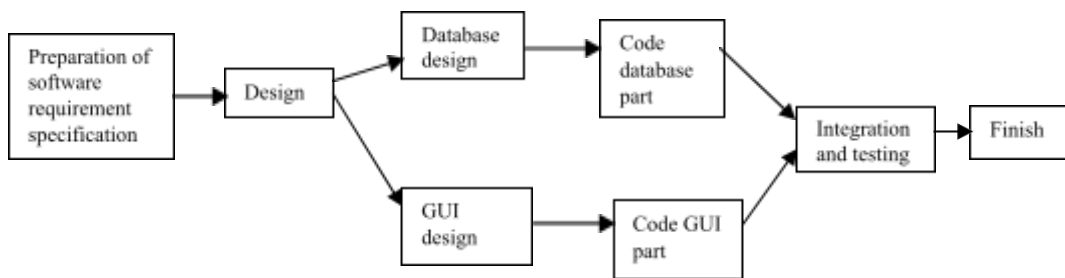 Preparation of
software
requirement
specification
Design
Database
design
Code
database
part
GUI
design
Code GUI
part
Integration
and testing
Finish